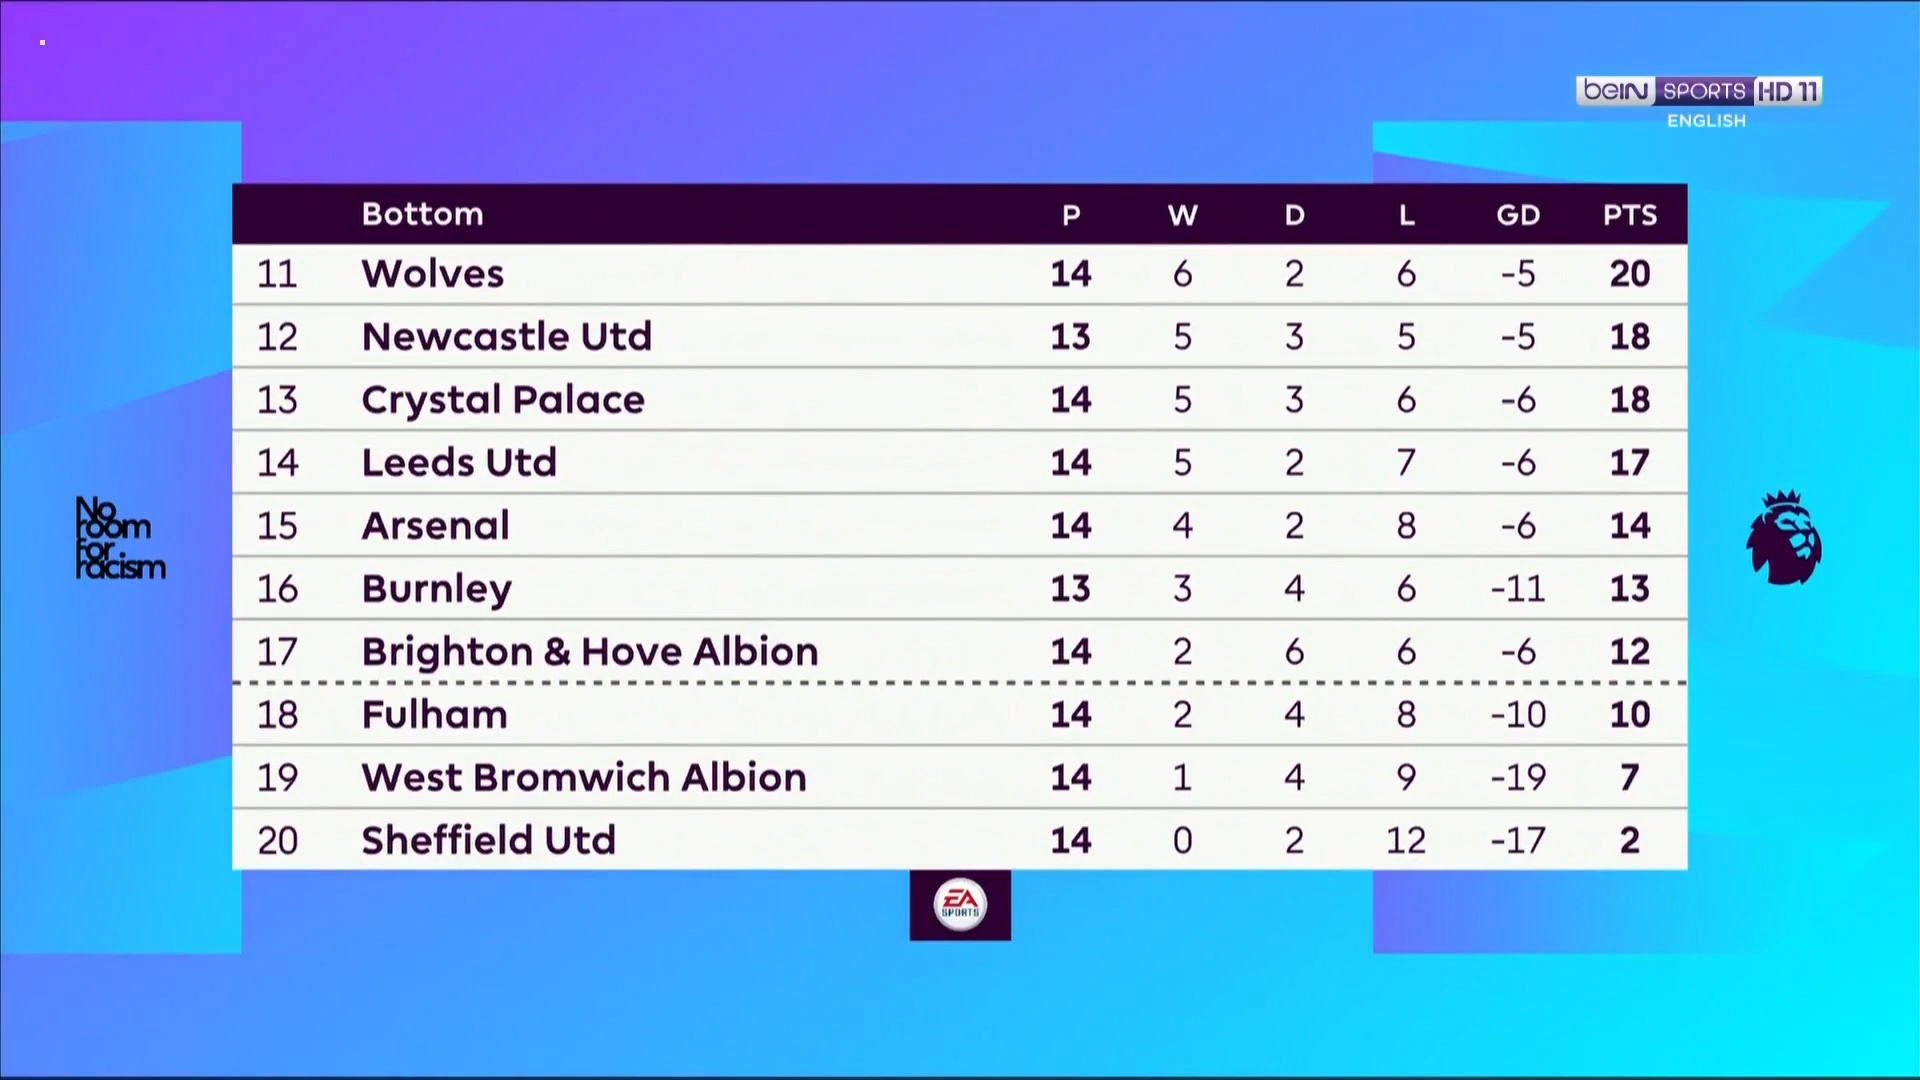 beIN SPORTS HD 11
ENGLISH
Bottom P W D L GD PTS
11 Wolves 14 6 2 6 -5 20
12 Newcastle Utd 13 5 3 5 -5 18
13 Crystal Palace 14 5 3 6 -6 18
14 Leeds Utd 14 5 2 7 -6 17
15 Arsenal 14 4 2 8 -6 14
16 Burnley 13 3 4 6 -11 13
17 Brighton & Hove Albion 14 2 6 6 -6 12
18 Fulham 14 2 4 8 -10 10
19 West Bromwich Albion 14 1 4 9 -19 7
20 Sheffield Utd 14 0 2 12 -17 2
No
room
for
racism
EA
SPORTS